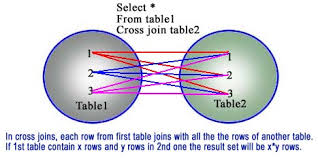 Select *
From table1
Cross join table2
1
2
3
Table1
1
2
3
Table2
In cross joins, each row from first table joins with all the the rows of another table.
If 1st table contain x rows and y rows in 2nd one the result set will be x*y rows.